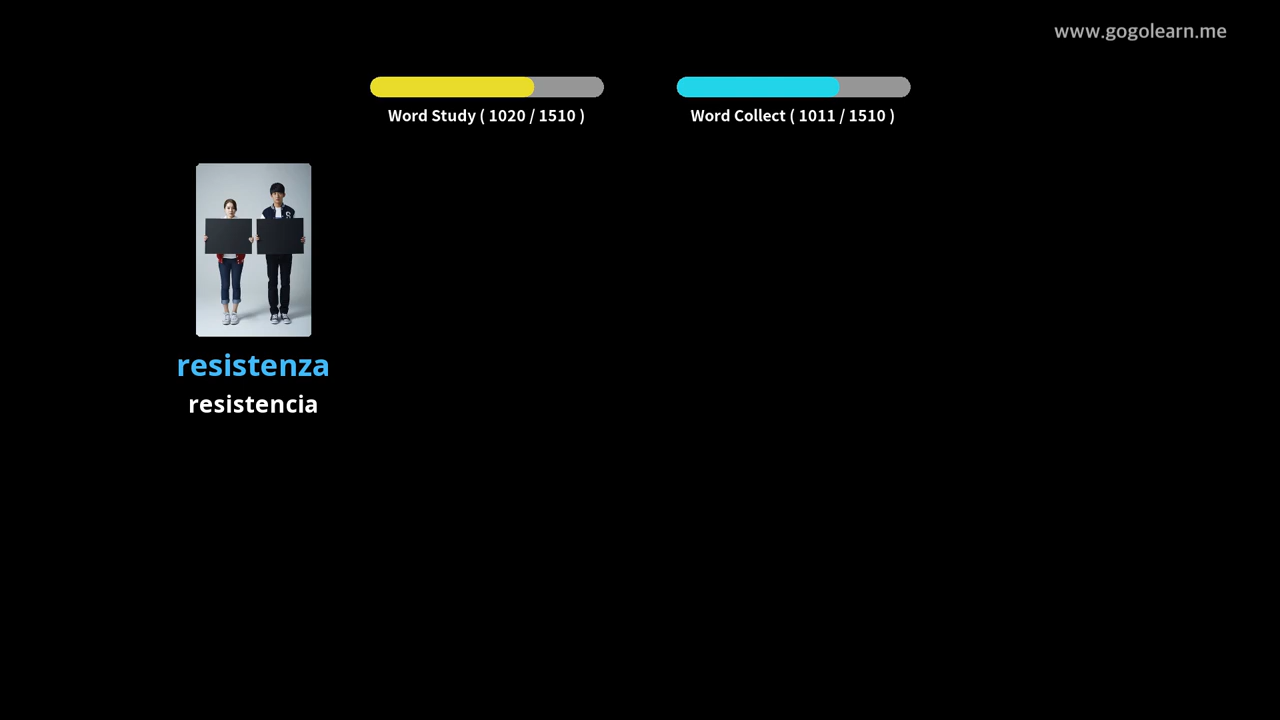 www.gogolearn.me
Word Study ( 1020 / 1510 )
Word Collect ( 1011 / 1510 )
S
resistenza
resistencia